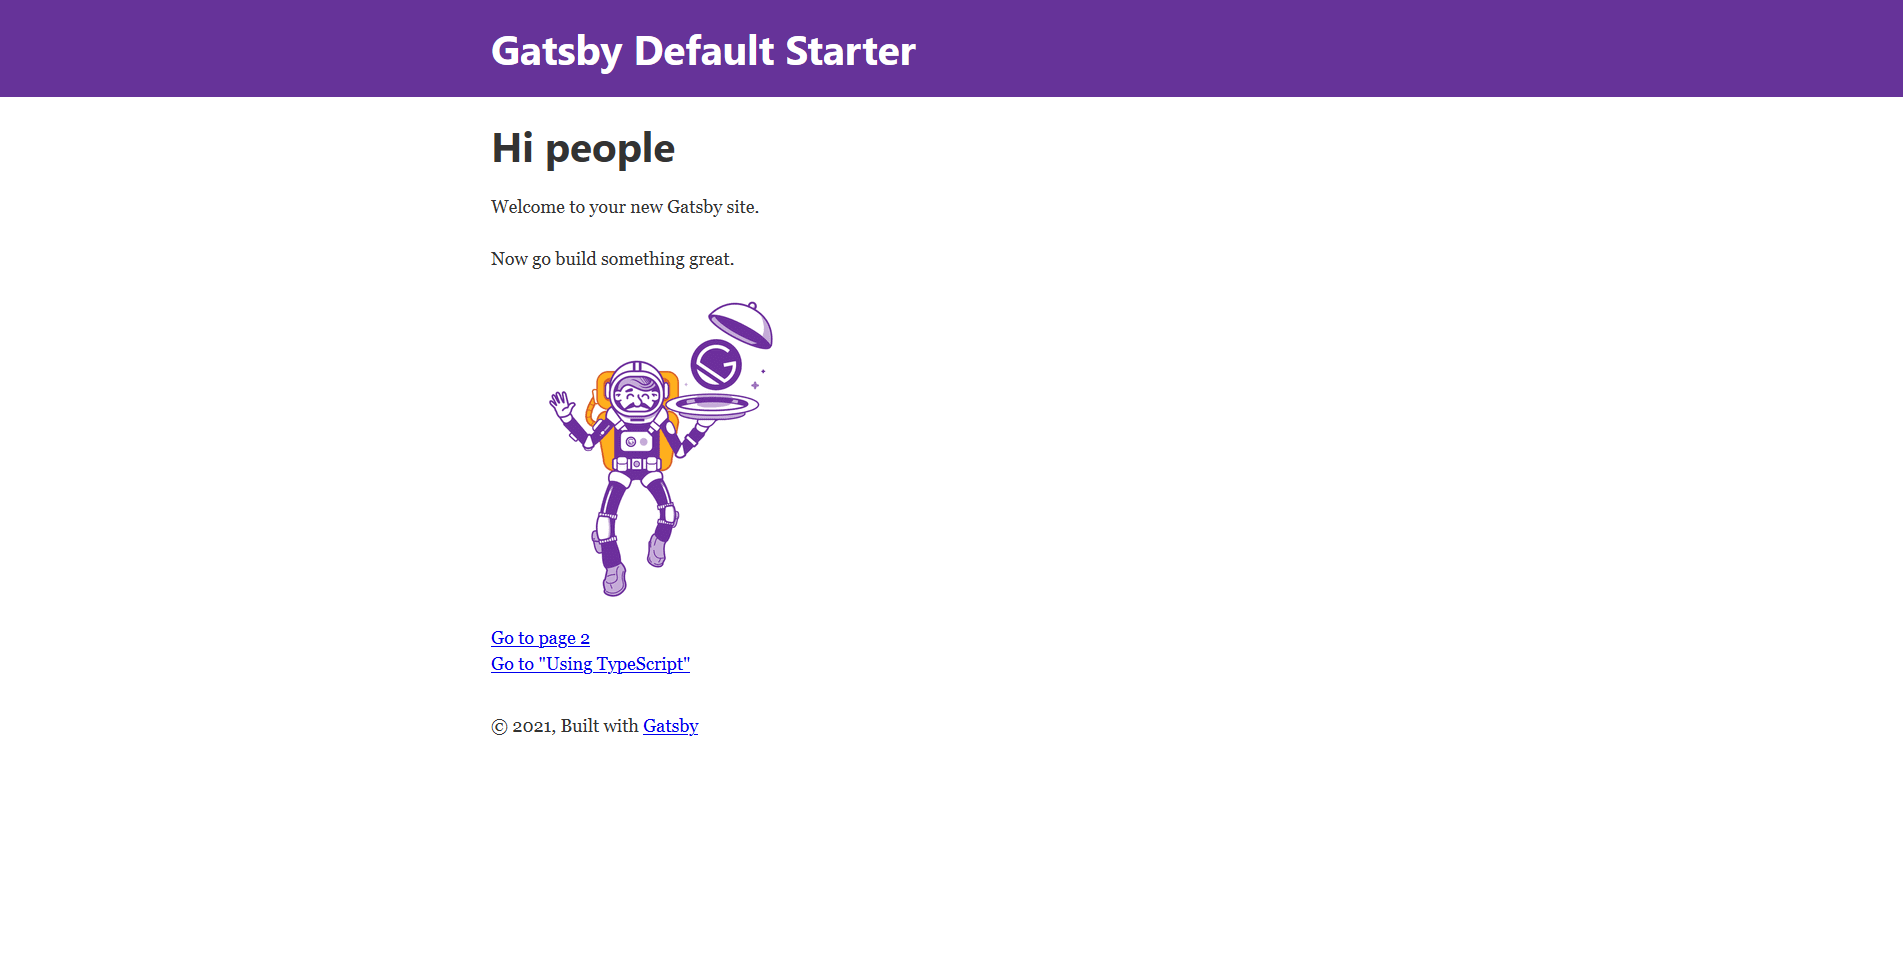 Gatsby Default Starter
Hi people
Welcome to your new Gatsby site.
Now go build something great.
Go to page 2
Go to "Using TypeScript"
© 2021, Built with Gatsby